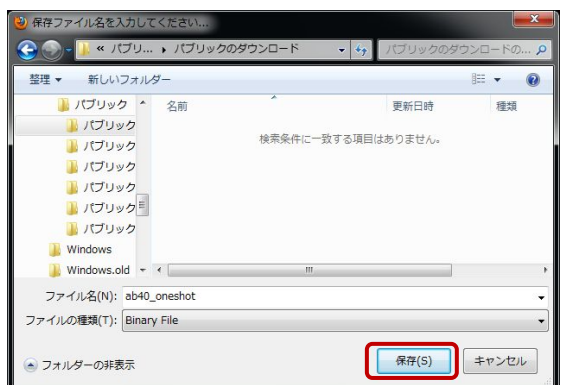 保存ファイル名を入力してください...
« パブリ... ▸ パブリックのダウンロード
パブリックのダウンロードの...
整理 ▼ 新しいフォルダー
パブリック
パブリック
パブリック
パブリック
パブリック
パブリック
パブリック
Windows
Windows.old
名前 更新日時 種類
検索条件に一致する項目はありません。
ファイル名(N): ab40_oneshot
ファイルの種類(T): Binary File
フォルダーの非表示 保存(S) キャンセル